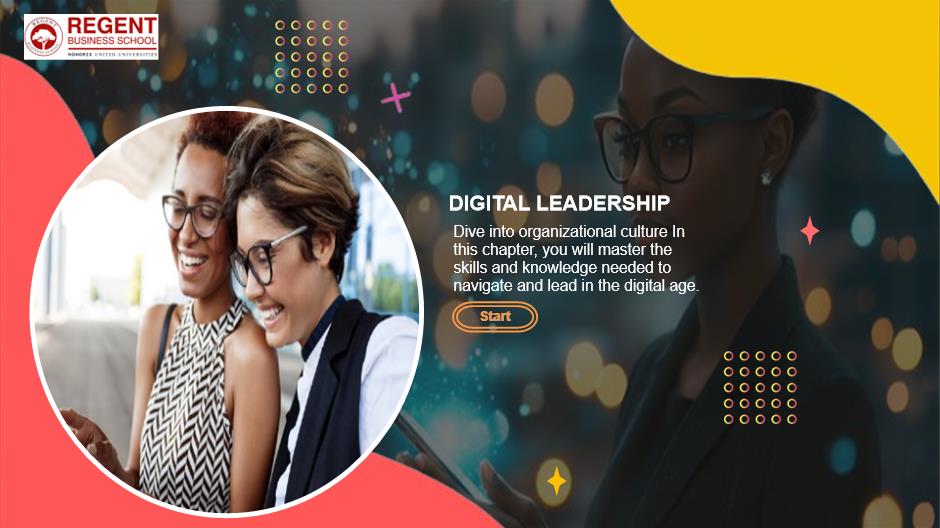 REGENT
BUSINESS SCHOOL
HONORIS UNITED UNIVERSITIES
DIGITAL LEADERSHIP
Dive into organizational culture In
this chapter, you will master the
skills and knowledge needed to
navigate and lead in the digital age.
Start